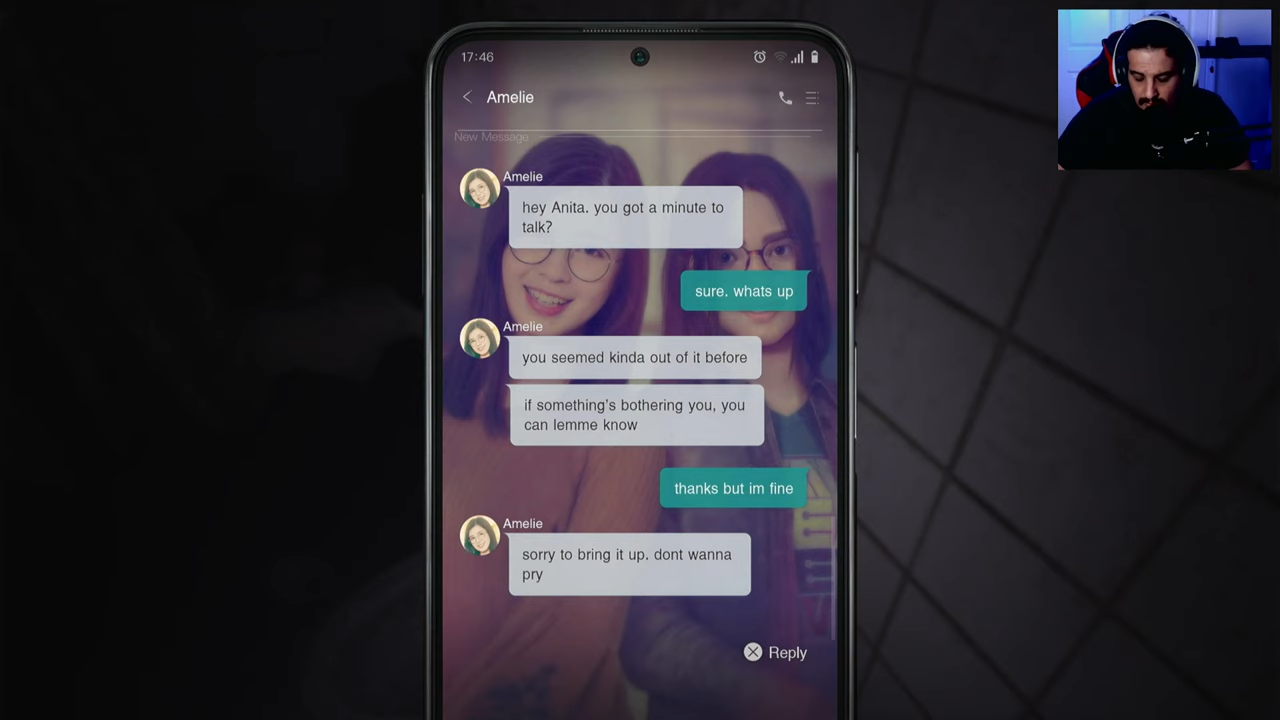 17:46
Amelie
New Message
Amelie
hey Anita. you got a minute to
talk?
sure. whats up
Amelie
you seemed kinda out of it before
if something's bothering you, you
can lemme know
thanks but im fine
Amelie
sorry to bring it up. dont wanna
pry
Reply